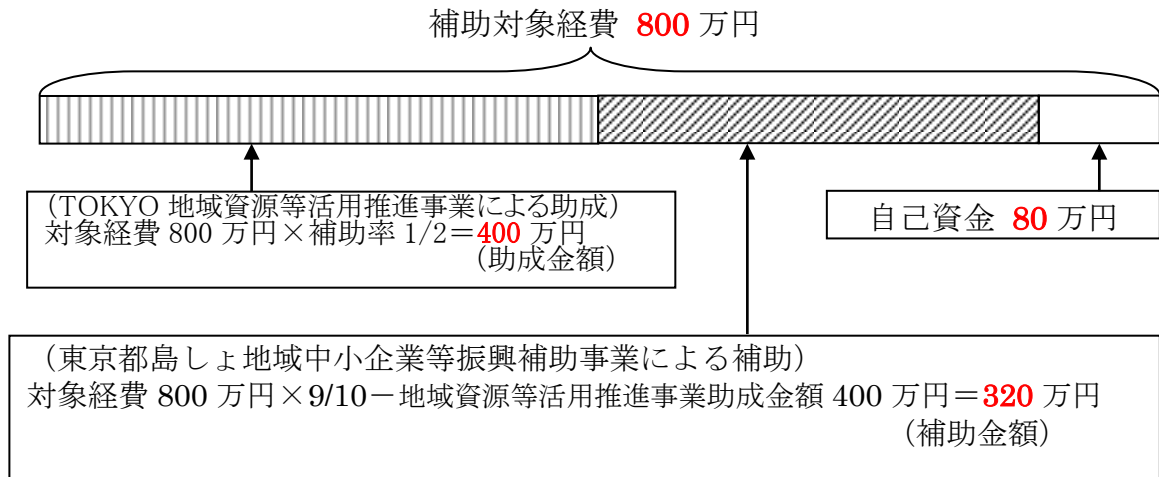 補助対象経費 800 万円
(TOKYO 地域資源等活用推進事業による助成)
対象経費 800 万円×補助率 1/2=400 万円
(助成金額)
自己資金 80 万円
(東京都島しょ地域中小企業等振興補助事業による補助)
対象経費 800 万円×9/10-地域資源等活用推進事業助成金額 400 万円=320 万円
(補助金額)